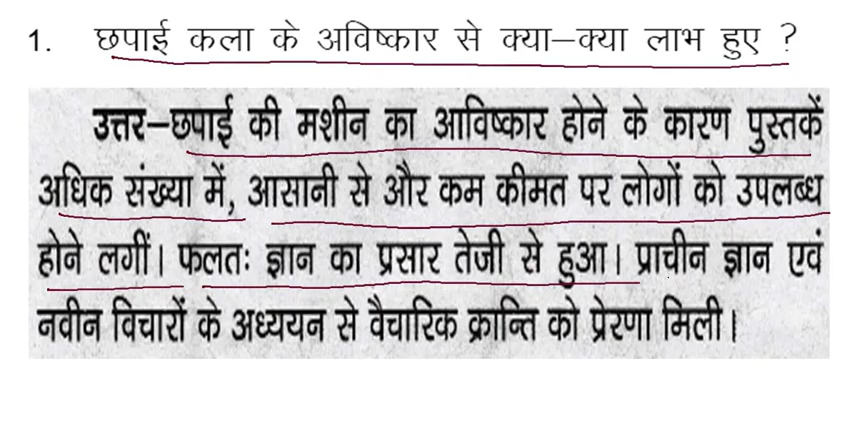 1. छपाई कला के अविष्कार से क्या–क्या लाभ हुए ?
उत्तर–छपाई की मशीन का आविष्कार होने के कारण पुस्तकें
अधिक संख्या में, आसानी से और कम कीमत पर लोगों को उपलब्ध
होने लगीं। फलतः ज्ञान का प्रसार तेजी से हुआ। प्राचीन ज्ञान एवं
नवीन विचारों के अध्ययन से वैचारिक क्रान्ति को प्रेरणा मिली।